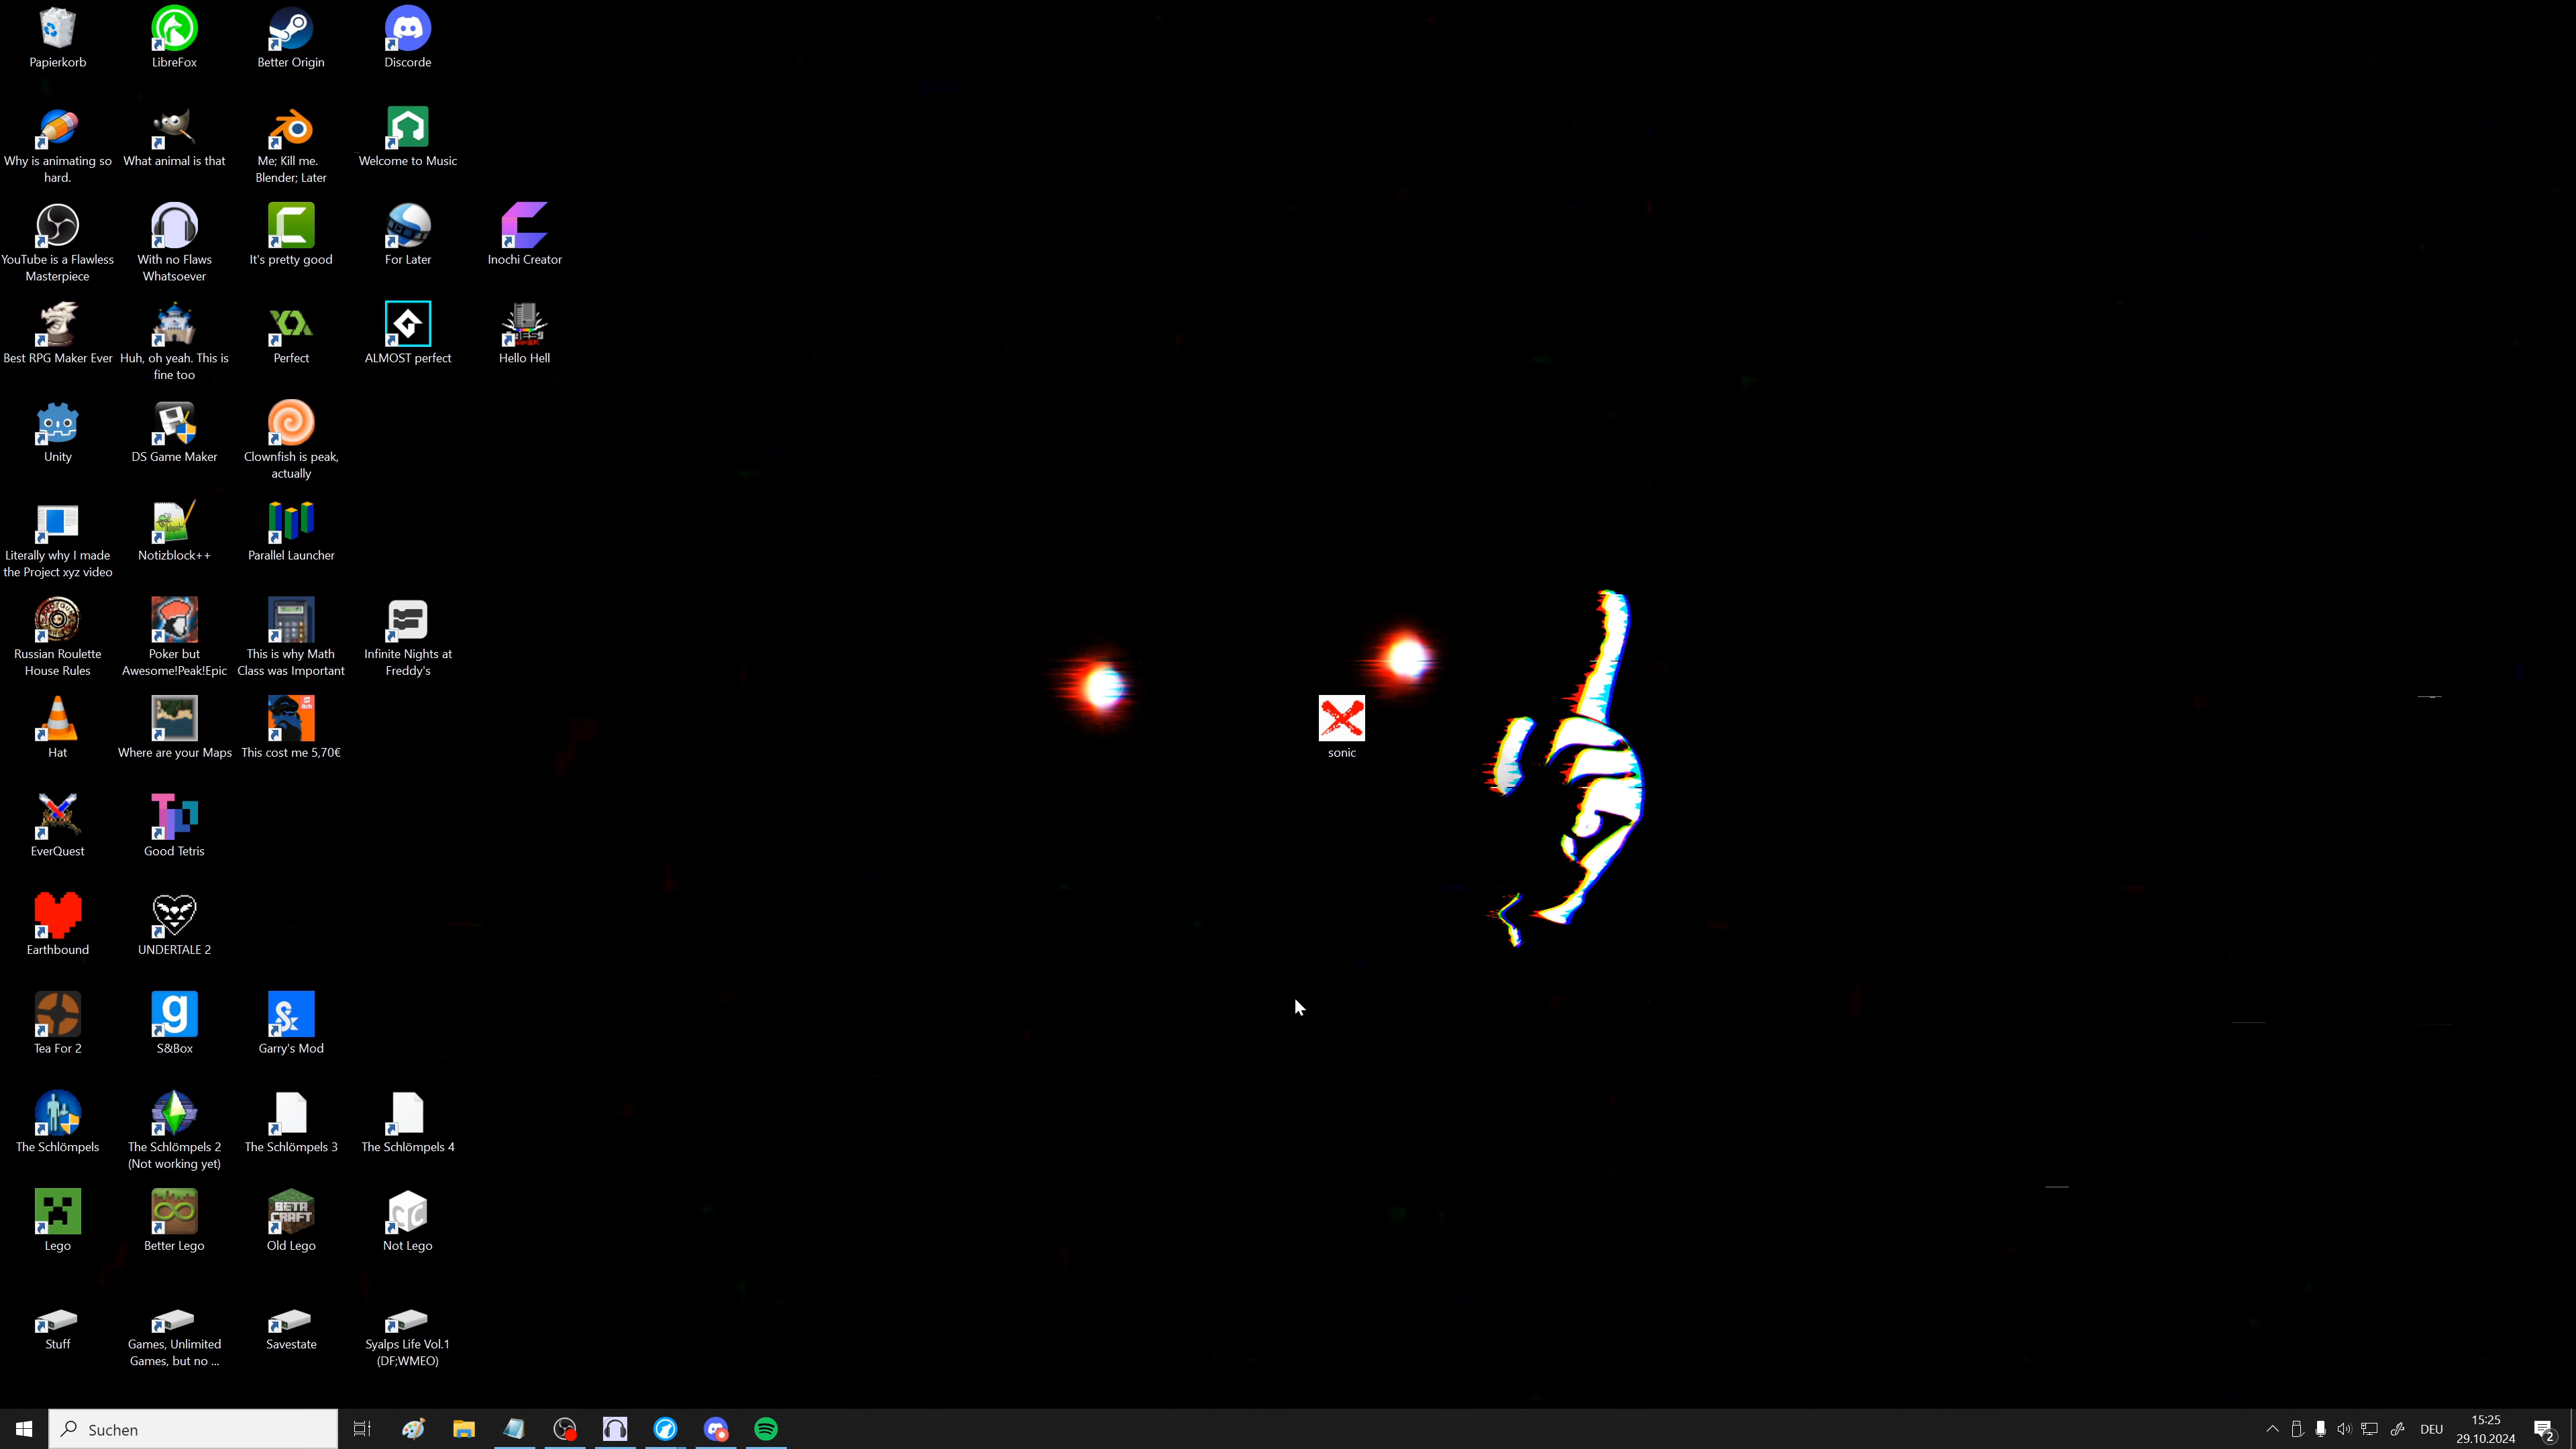 Papierkorb
LibreFox
Better Origin
Discorde
Why is animating so
hard.
What animal is that
Me; Kill me.
Blender; Later
Welcome to Music
YouTube is a Flawless
Masterpiece
With no Flaws
Whatsoever
It's pretty good
For Later
Inochi Creator
Best RPG Maker Ever
Huh, oh yeah. This is
fine too
Perfect
ALMOST perfect
Hello Hell
Unity
DS Game Maker
Clownfish is peak,
actually
Literally why I made
the Project xyz video
Notizblock++
Parallel Launcher
Russian Roulette
House Rules
Poker but
Awesome!Peak!Epic
This is why Math
Class was Important
Infinite Nights at
Freddy's
Hat
Where are your Maps
This cost me 5,70€
sonic
EverQuest
Good Tetris
Earthbound
UNDERTALE 2
Tea For 2
g
S&Box
Garry's Mod
The Schlömpels
The Schlömpels 2
(Not working yet)
The Schlömpels 3
The Schlömpels 4
Lego
Better Lego
BETA
CRAFT
Old Lego
CC
Not Lego
Stuff
Games, Unlimited
Games, but no ...
Savestate
Syalps Life Vol.1
(DF;WMEO)
Suchen
DEU
15:25
29.10.2024
2